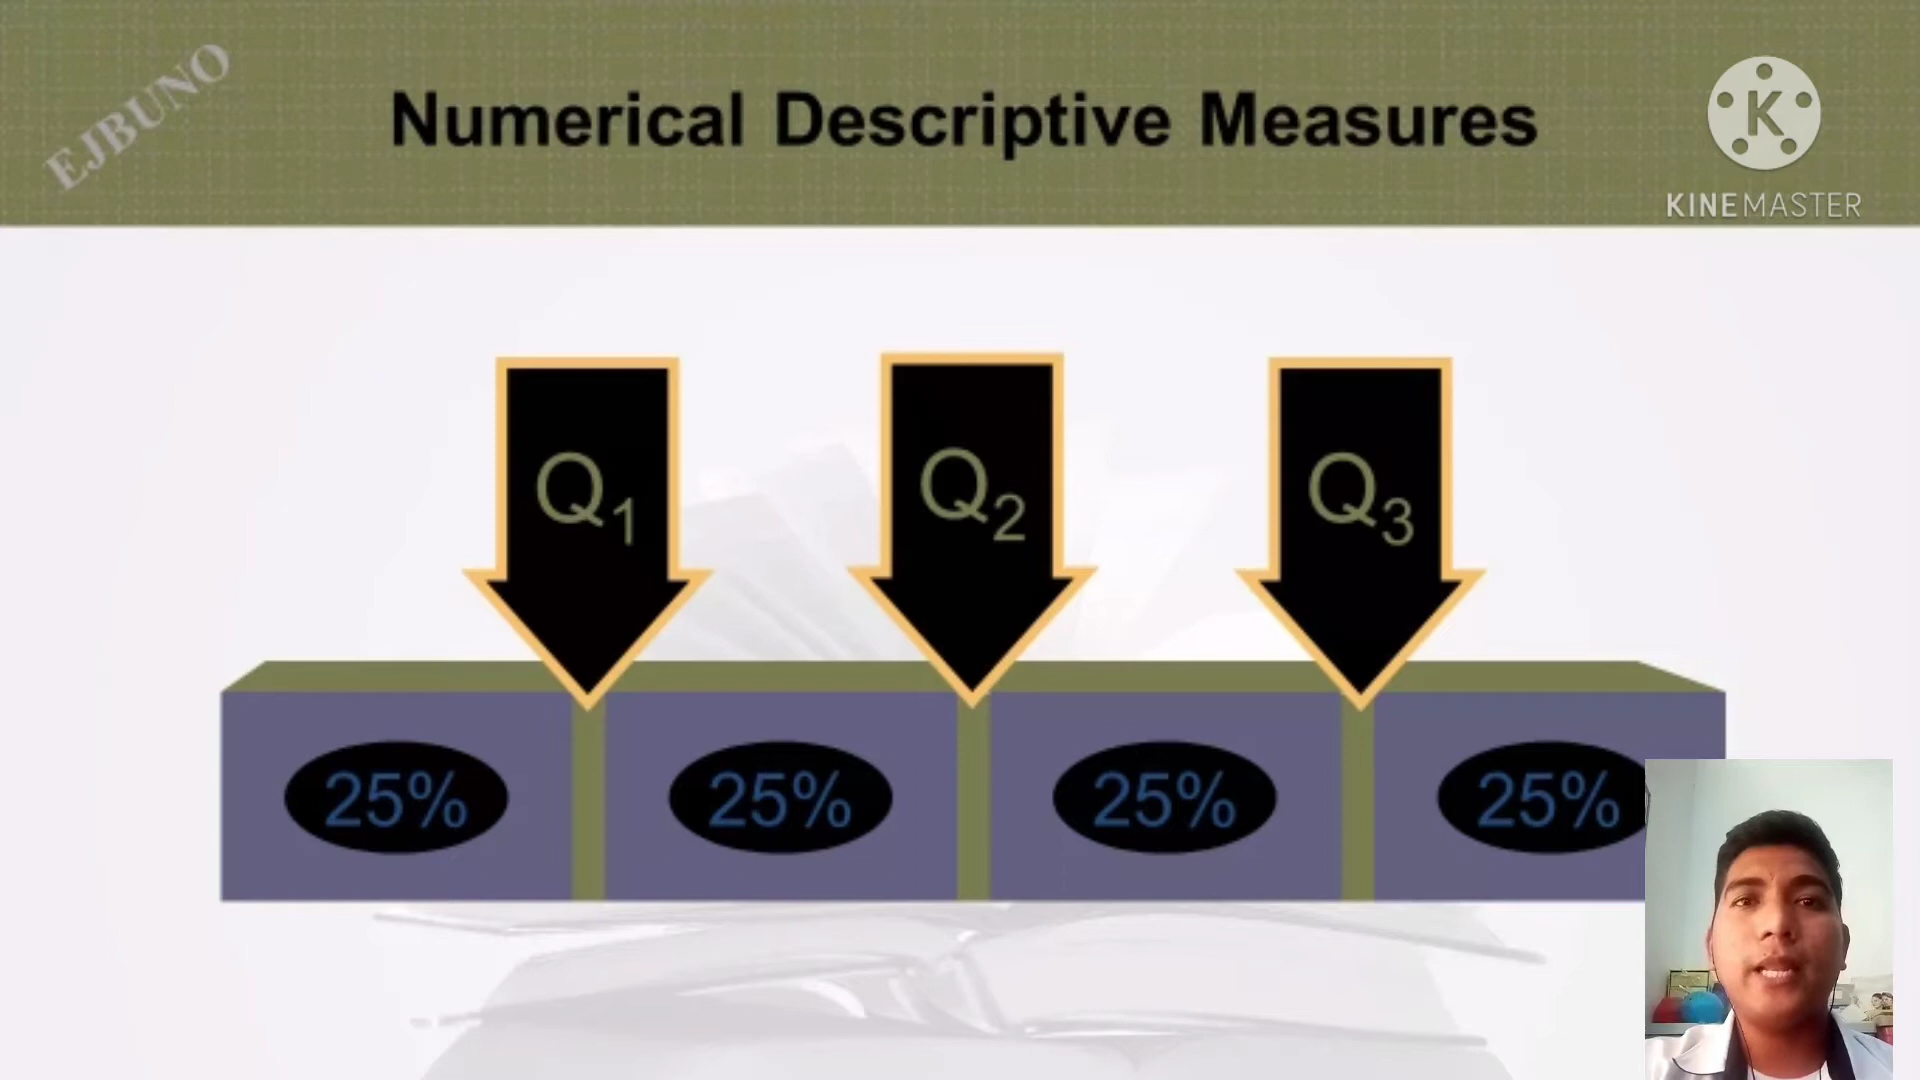 EJBUNO
Numerical Descriptive Measures
K
KINEMASTER
Q1
Q2
Q3
25%
25%
25%
25%